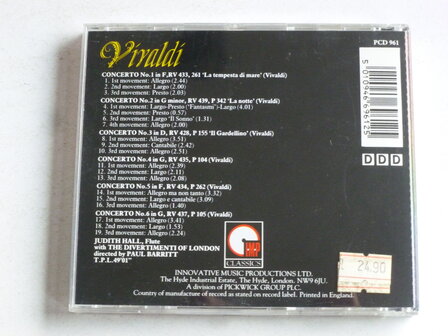 Vivaldi
PCD 961
CONCERTO No.1 in F,RV 433, 261 'La tempesta di mare' (Vivaldi)
1. 1st movement: Allegro (2.44)
2. 2nd movement: Largo (2.00)
3. 3rd movement: Presto (2.03)
CONCERTO No.2 in G minor, RV 439, P 342 'La notte' (Vivaldi)
4. 1st movement: Largo-Presto ("Fantasmi")-Largo (4.01)
5. 2nd movement: Presto (0.57)
6. 3rd movement: Largo 'Il Sonno' (1.31)
7. 4th movement: Allegro (2.00)
CONCERTO No.3 in D, RV 428, P 155 'Il Gardellino' (Vivaldi)
8. 1st movement: Allegro (3.51)
9. 2nd movement: Cantabile (2.42)
10. 3rd movement: Allegro (2.51)
CONCERTO No.4 in G, RV 435, P 104 (Vivaldi)
11. 1st movement: Allegro (2.39)
12. 2nd movement: Largo (2.11)
13. 3rd movement: Allegro (2.08)
CONCERTO No.5 in F, RV 434, P 262 (Vivaldi)
14. 1st movement: Allegro ma non tanto (3.32)
15. 2nd movement: Largo e cantabile (3.09)
16. 3rd movement: Allegro (1.40)
CONCERTO No.6 in G, RV 437, P 105 (Vivaldi)
17. 1st movement: Allegro (3.41)
18. 2nd movement: Largo (1.53)
19. 3rd movement: Allegro (2.24)
JUDITH HALL, Flute
with THE DIVERTIMENTI OF LONDON
directed by PAUL BARRITT
T.P.L.49'01"
DDD
IMP
CLASSICS
24.90
INNOVATIVE MUSIC PRODUCTIONS LTD.
The Hyde Industrial Estate, The Hyde, London. NW9 6JU.
A division of PICKWICK GROUP PLC.
Country of manufacture of record as stated on record label. Printed in England.